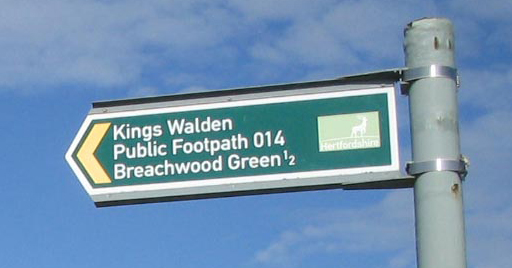 Kings Walden
Public Footpath 014
Breachwood Green ½
Hertfordshire